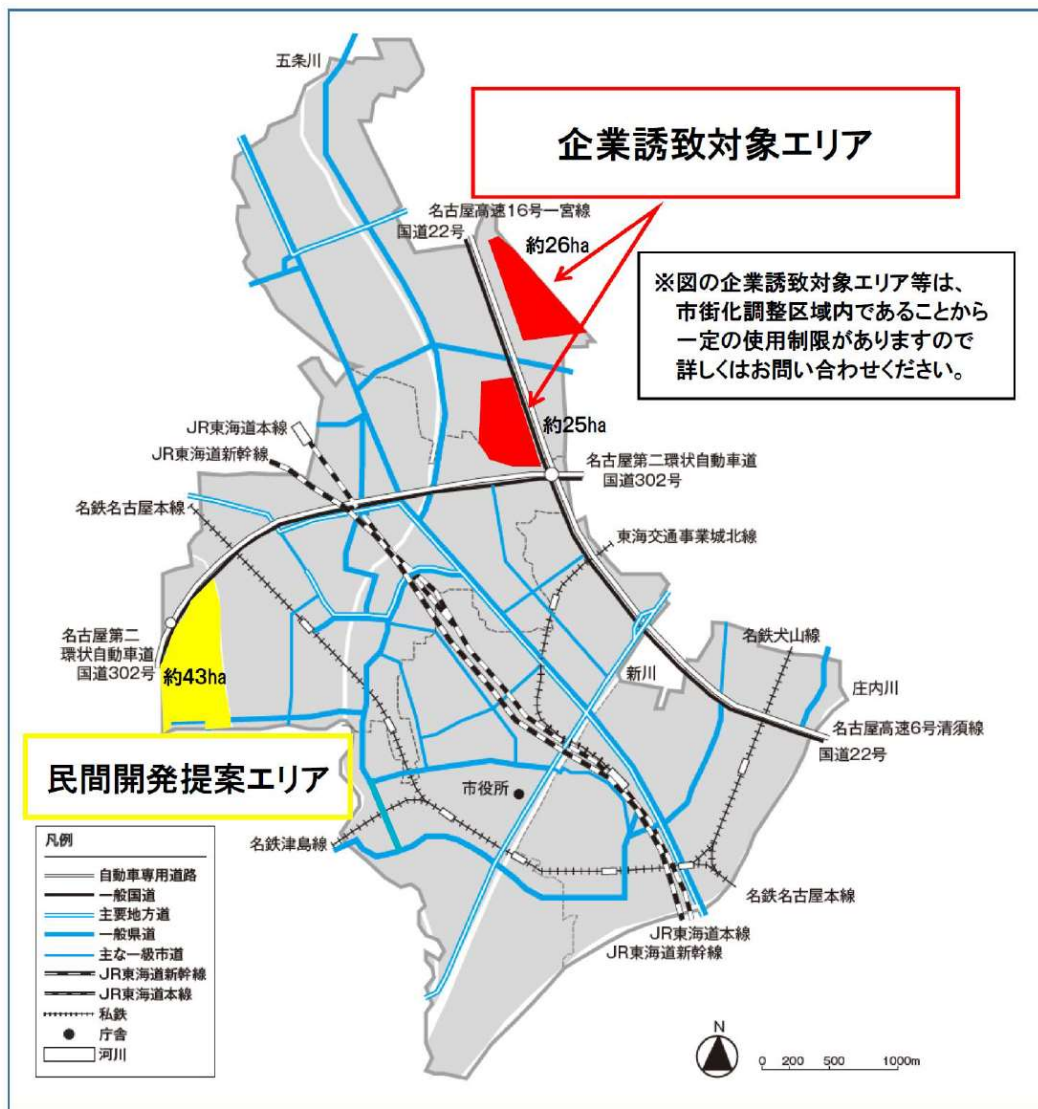 五条川
企業誘致対象エリア
名古屋高速16号一宮線
国道22号
約26ha
※図の企業誘致対象エリア等は、
市街化調整区域内であることから
一定の使用制限がありますので
詳しくはお問い合わせください。
約25ha
JR東海道本線
JR東海道新幹線
名古屋第二環状自動車道
国道302号
名鉄名古屋本線
東海交通事業城北線
名古屋第二
環状自動車道
国道302号
約43ha
名鉄犬山線
新川
庄内川
名古屋高速6号清須線
国道22号
民間開発提案エリア
市役所
名鉄津島線
名鉄名古屋本線
JR東海道本線
JR東海道新幹線
凡例
自動車専用道路
一般国道
主要地方道
一般県道
主な一級市道
JR東海道新幹線
JR東海道本線
私鉄
庁舎
河川
N
0 200 500 1000m